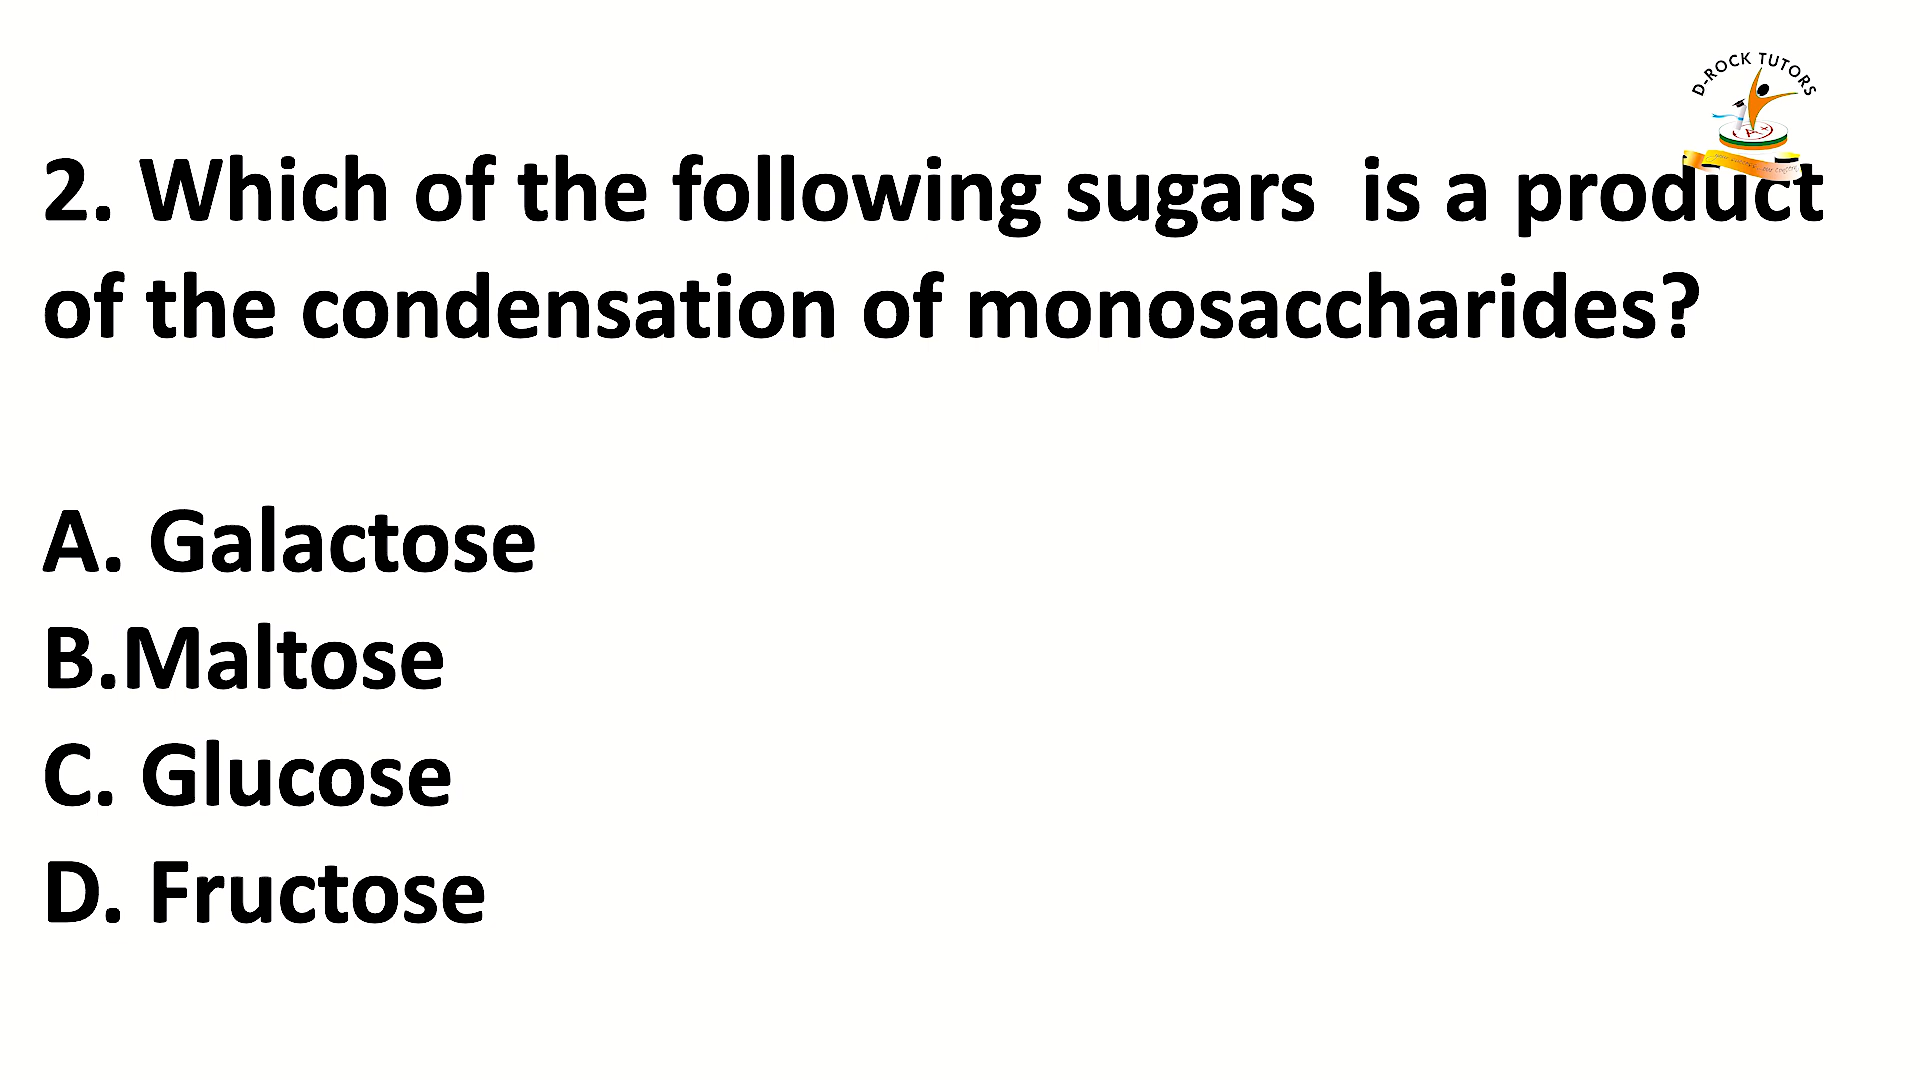 D-ROCK TUTORS
2. Which of the following sugars is a product
of the condensation of monosaccharides?
A. Galactose
B.Maltose
C. Glucose
D. Fructose